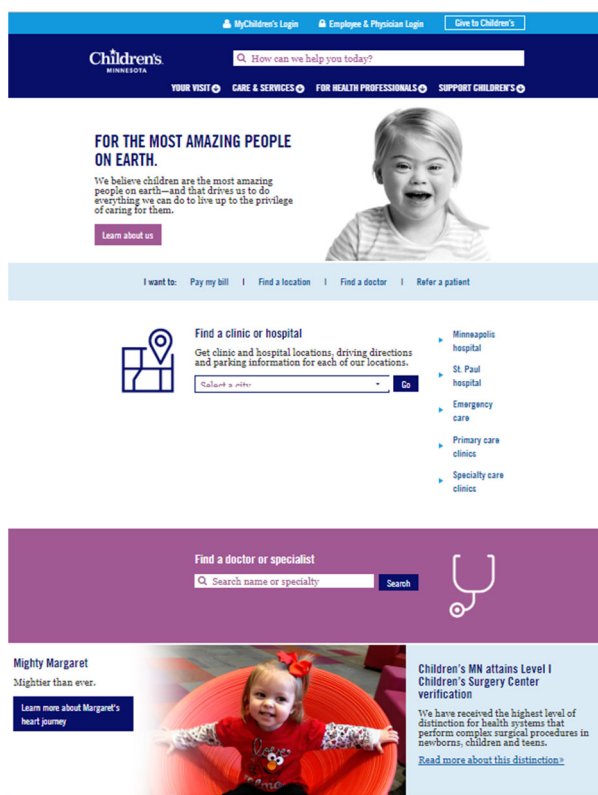 MyChildren's Login
Employee & Physician Login
Give to Children's
Children's
MINNESOTA
How can we help you today?
YOUR VISIT
CARE & SERVICES
FOR HEALTH PROFESSIONALS
SUPPORT CHILDREN'S
FOR THE MOST AMAZING PEOPLE
ON EARTH.
We believe children are the most amazing
people on earth—and that drives us to do
everything we can do to live up to the privilege
of caring for them.
Learn about us
I want to: Pay my bill | Find a location | Find a doctor | Refer a patient
Find a clinic or hospital
Get clinic and hospital locations, driving directions
and parking information for each of our locations.
Select a city
Go
Minneapolis
hospital
St. Paul
hospital
Emergency
care
Primary care
clinics
Specialty care
clinics
Find a doctor or specialist
Search name or specialty
Search
Mighty Margaret
Mightier than ever.
Learn more about Margaret's
heart journey
Children's MN attains Level I
Children's Surgery Center
verification
We have received the highest level of
distinction for health systems that
perform complex surgical procedures in
newborns, children and teens.
Read more about this distinction»